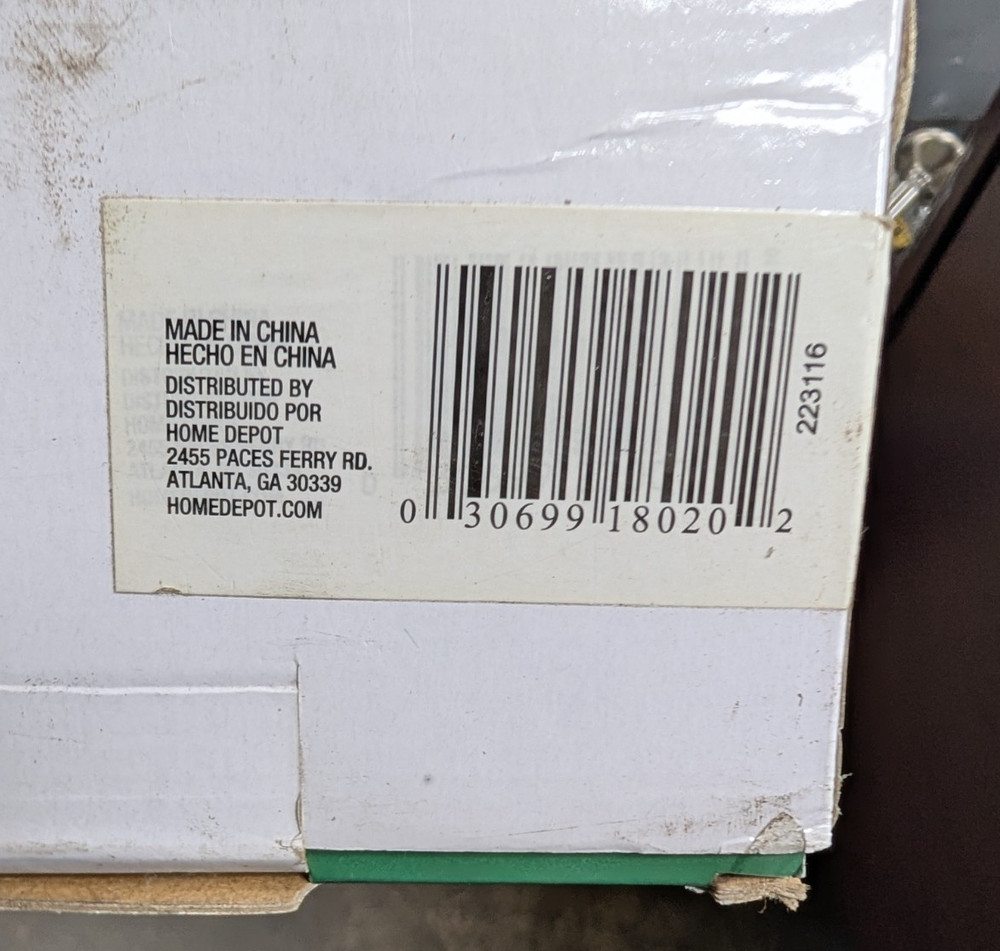 MADE IN CHINA
HECHO EN CHINA
DISTRIBUTED BY
DISTRIBUIDO POR
HOME DEPOT
2455 PACES FERRY RD.
ATLANTA, GA 30339
HOMEDEPOT.COM
0 30699 18020 2
223116